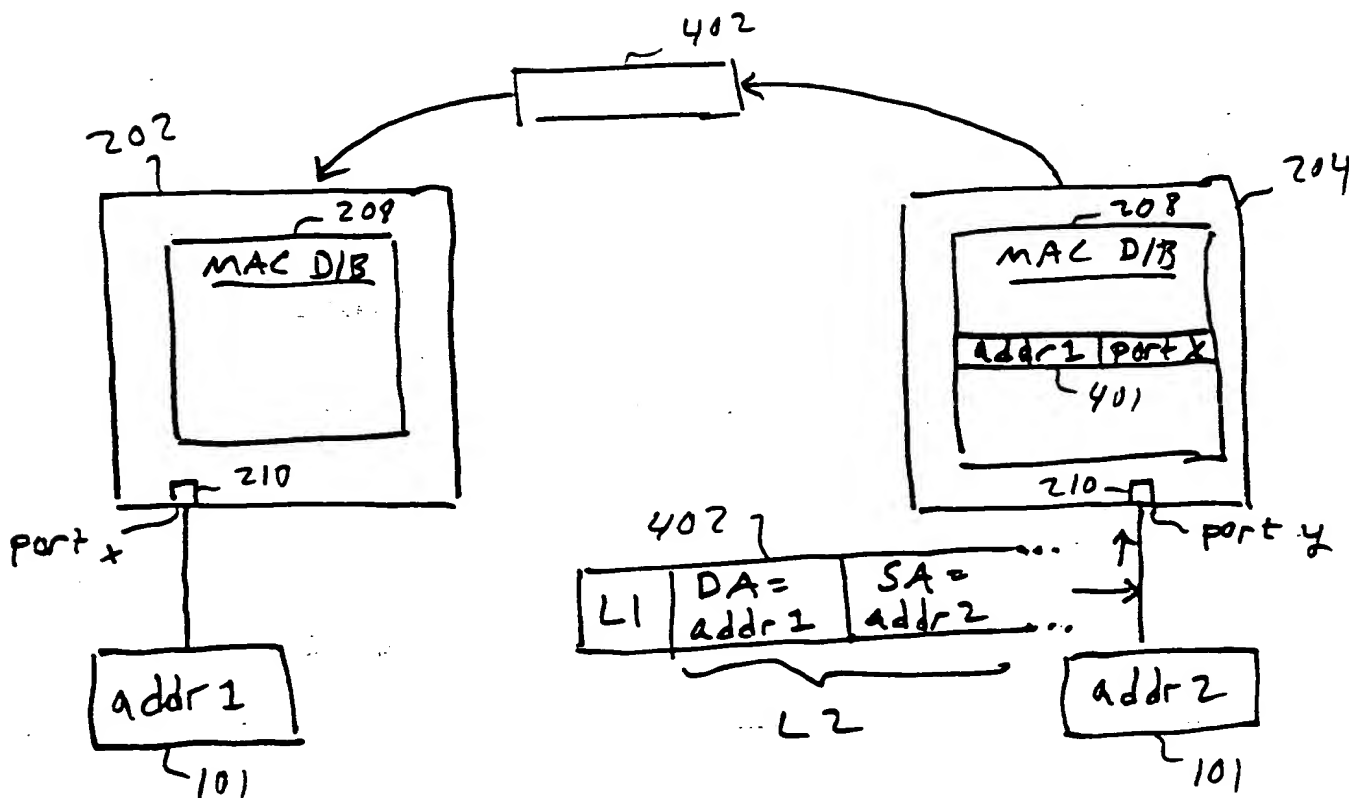 402
202
204
208
MAC D/B
208
MAC D/B
addr1 port x
401
210
port x
210
port y
402
L1 DA= addr1 SA= addr2 ...
...
L2
addr1
101
addr2
101